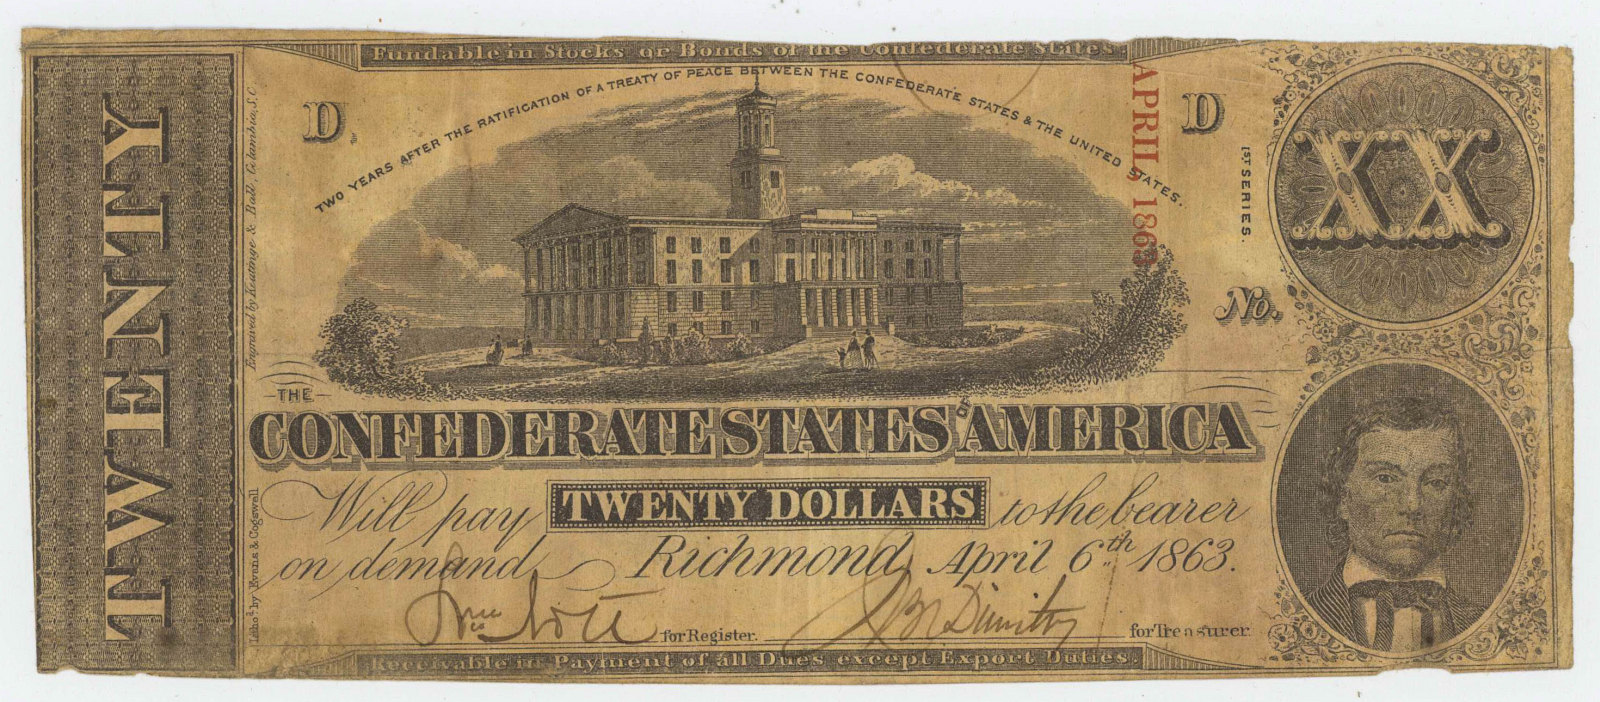 Fundable in Stocks or Bonds of the Confederate States
TWO YEARS AFTER THE RATIFICATION OF A TREATY OF PEACE BETWEEN THE CONFEDERATE STATES & THE UNITED STATES.
D
D
APRIL, 1863
1ST SERIES.
XX
No.
TWENTY
Engraved by Keatinge & Ball, Columbia, S.C.
THE
CONFEDERATE STATES OF AMERICA
Will pay TWENTY DOLLARS to the bearer
on demand Richmond, April 6th 1863.
Litho'd by Evans & Cogswell
for Register.
for Treasurer.
Receivable in Payment of all Dues except Export Duties.